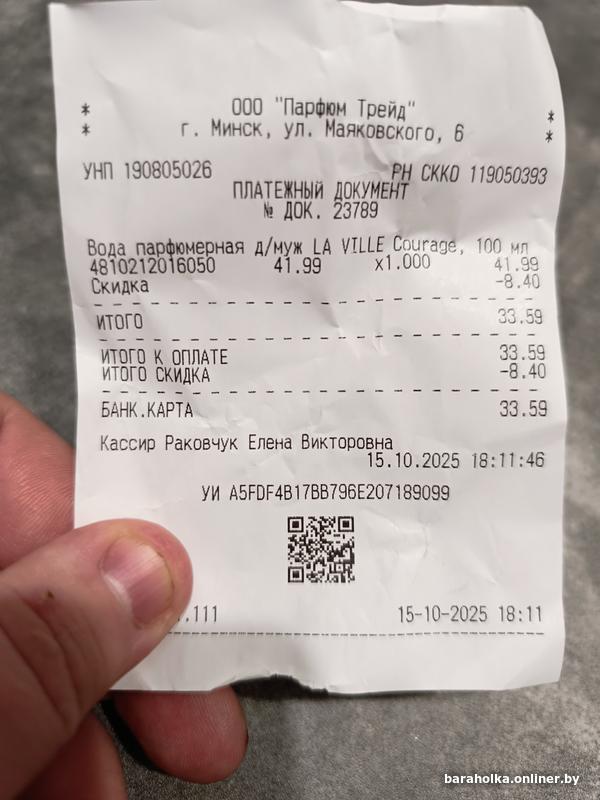 * ООО "Парфюм Трейд" *
* г. Минск, ул. Маяковского, 6 *
УНП 190805026 РН СККО 119050393
ПЛАТЕЖНЫЙ ДОКУМЕНТ
№ ДОК. 23789
Вода парфюмерная д/муж LA VILLE Courage, 100 мл
4810212016050 41.99 x1.000 41.99
Скидка -8.40
ИТОГО 33.59
ИТОГО К ОПЛАТЕ 33.59
ИТОГО СКИДКА -8.40
БАНК.КАРТА 33.59
Кассир Раковчук Елена Викторовна
15.10.2025 18:11:46
УИ A5FDF4B17BB796E207189099
.111 15-10-2025 18:11
baraholka.onliner.by